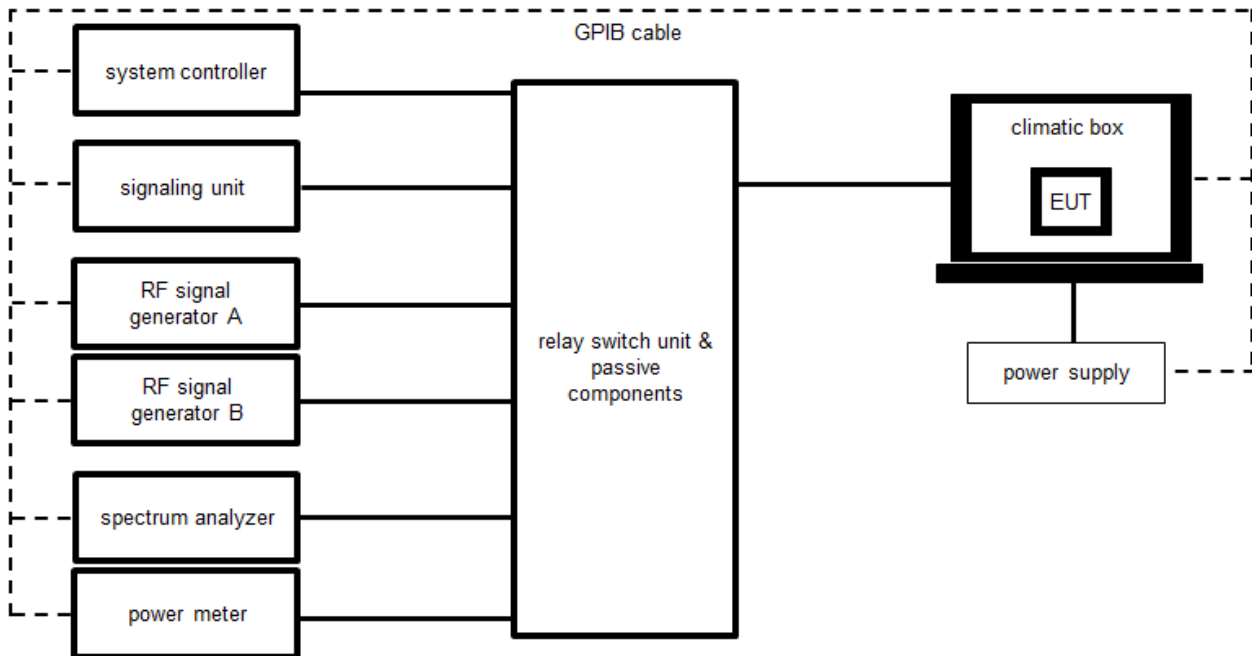 GPIB cable
system controller
signaling unit
RF signal
generator A
RF signal
generator B
spectrum analyzer
power meter
relay switch unit &
passive
components
climatic box
EUT
power supply